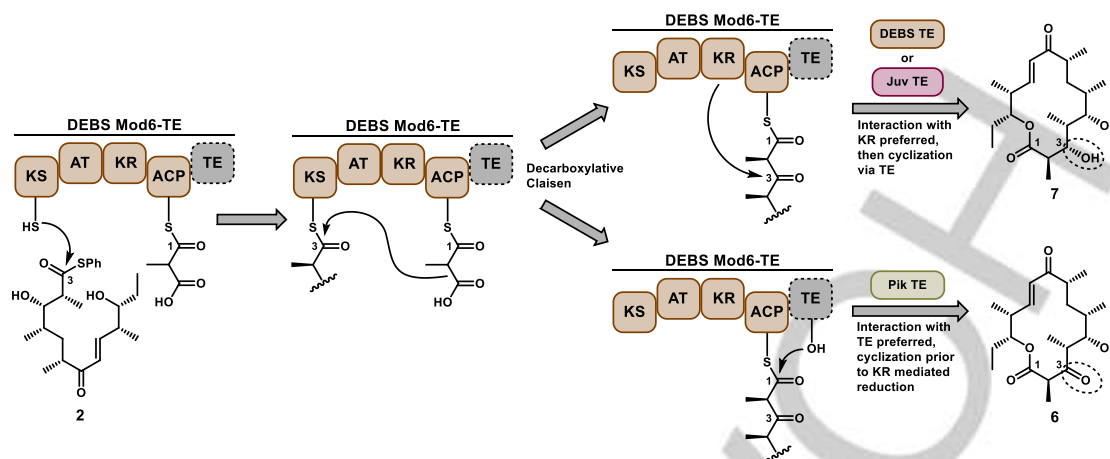 DEBS Mod6-TE
KS
AT
KR
ACP
TE
HS
S
1
O
O
HO
O
3
SPh
HO
HO
O
2
DEBS Mod6-TE
KS
AT
KR
ACP
TE
S
3
O
S
1
O
O
HO
Decarboxylative
Claisen
DEBS Mod6-TE
KS
AT
KR
ACP
TE
S
1
O
3
O
DEBS TE
or
Juv TE
Interaction with
KR preferred,
then cyclization
via TE
O
O
O
1
3
O
OH
7
DEBS Mod6-TE
KS
AT
KR
ACP
TE
OH
S
1
O
3
O
Pik TE
Interaction with
TE preferred,
cyclization prior
to KR mediated
reduction
O
O
O
1
3
O
O
6